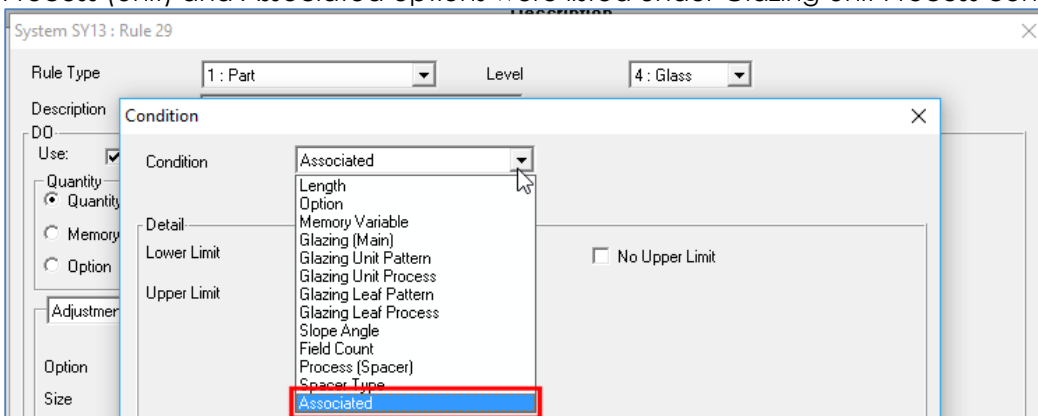 Process (Unit) and Associated options were listed under Glazing Unit Process
Description
System SY13 : Rule 29
Rule Type 1 : Part Level 4 : Glass
Description
Condition
DO
Use:
Condition Associated
Quantity
Quantity
Memory
Option
Length
Option
Memory Variable
Glazing (Main)
Glazing Unit Pattern
Glazing Unit Process
Glazing Leaf Pattern
Glazing Leaf Process
Slope Angle
Field Count
Process (Spacer)
Spacer Type
Associated
Detail
Lower Limit No Upper Limit
Upper Limit
Adjustmer
Option
Size